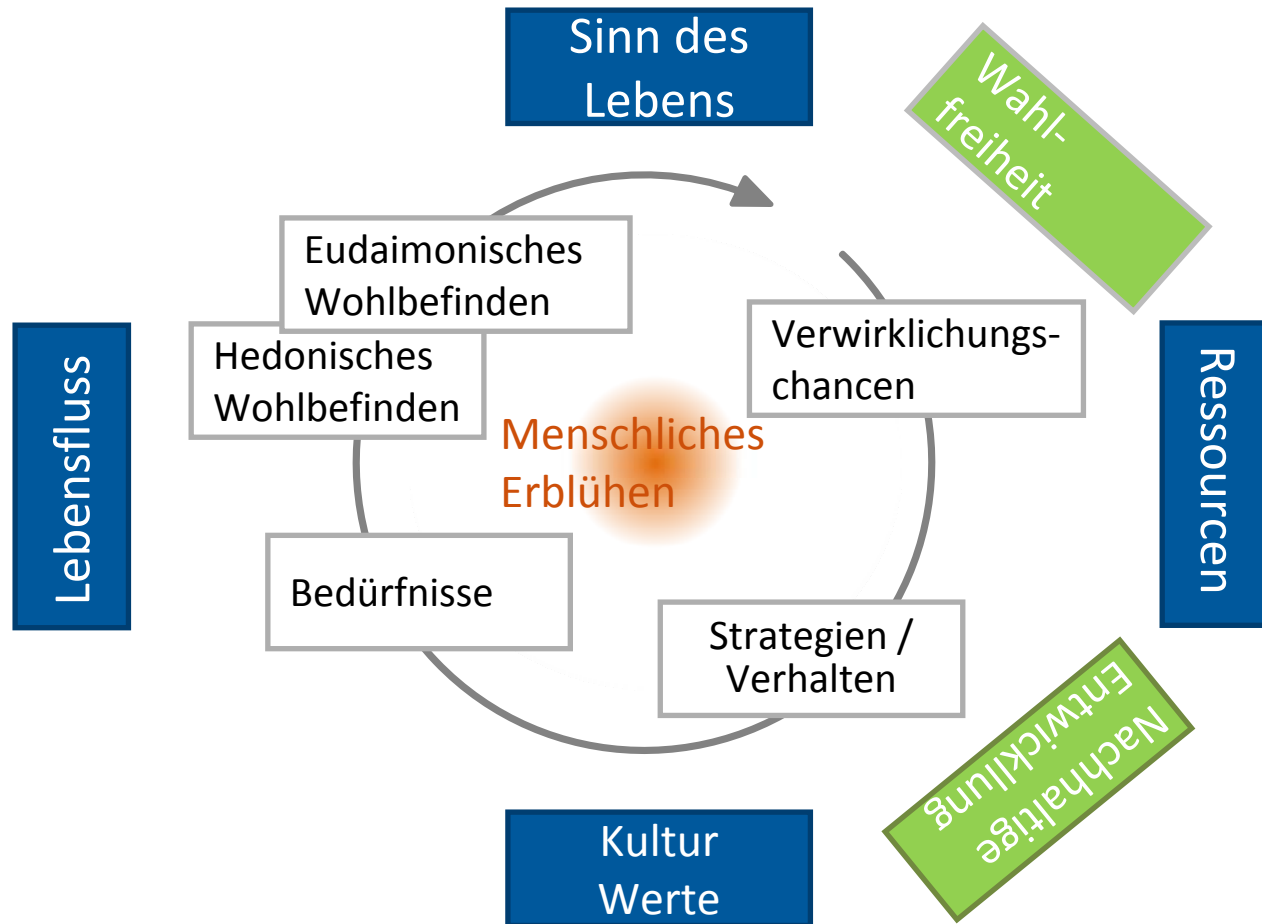 Sinn des
Lebens
Wahl-
freiheit
Eudaimonisches
Wohlbefinden
Hedonisches
Wohlbefinden
Verwirklichungs-
chancen
Lebensfluss
Ressourcen
Menschliches
Erblühen
Bedürfnisse
Strategien /
Verhalten
Nachhaltige
Entwickllung
Kultur
Werte